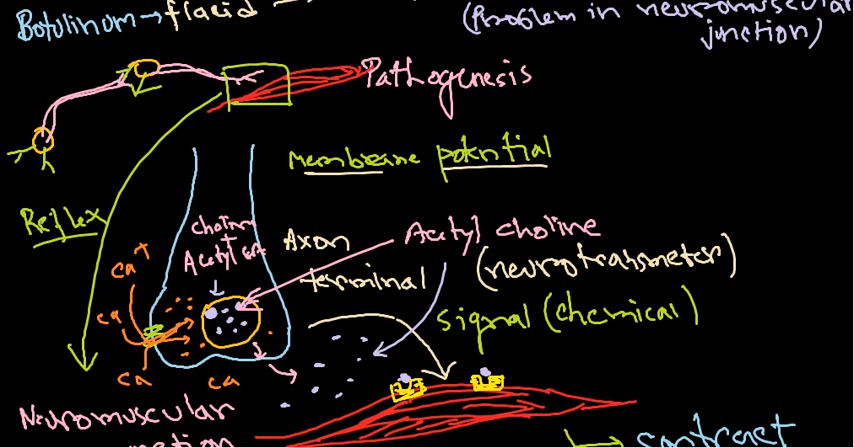 Botulinum → flacid
(Problem in neuromuscular
junction)
Pathogenesis
Membrane potential
Reflex
Choline
+
Acetyl
Axon
terminal
Acetyl choline
(neurotransmeter)
signal (chemical)
ca+
ca
ca
ca
Neuromuscular
contract